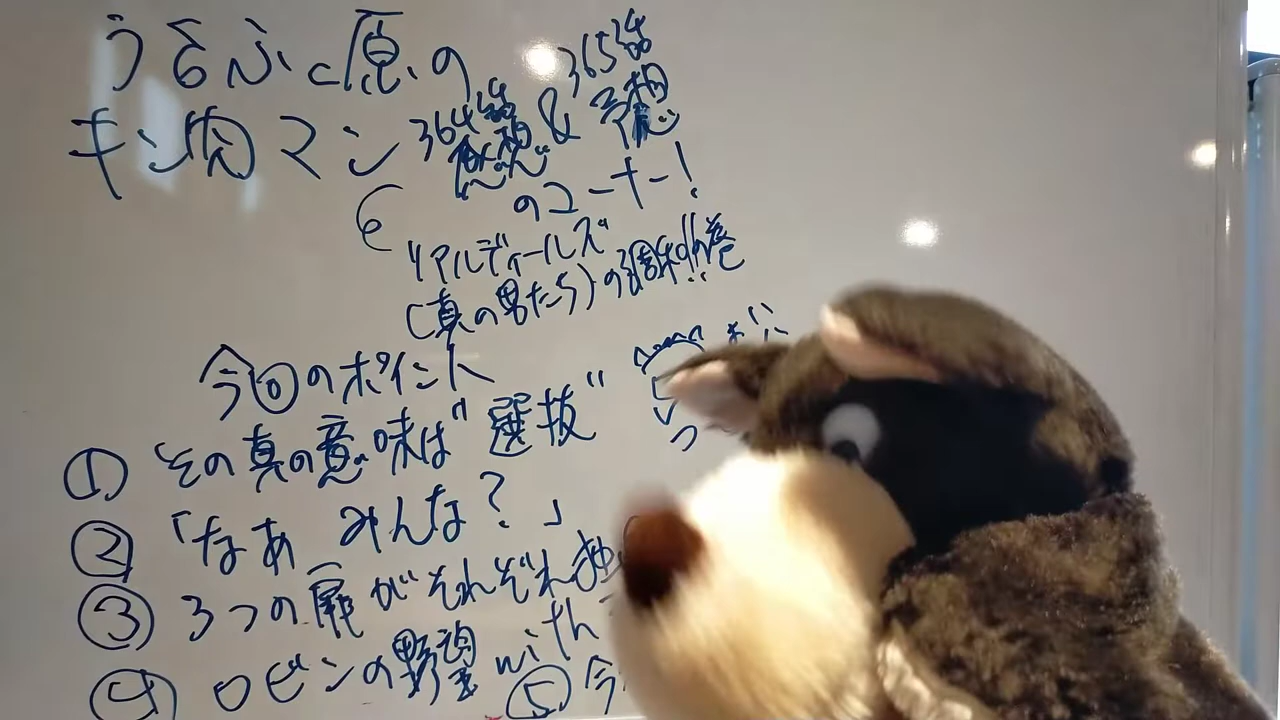 うるふと原の
キン肉マン364話感想&365話予想
のコーナー!
リアルディールズ
(真の男たち)の週刊!!の巻
今回のポイント
① その真の意味は"選抜"
② 「なあ みんな?」
③ 3つの扉がそれぞれ独
④ ロビンの野望 with
⑤ 今